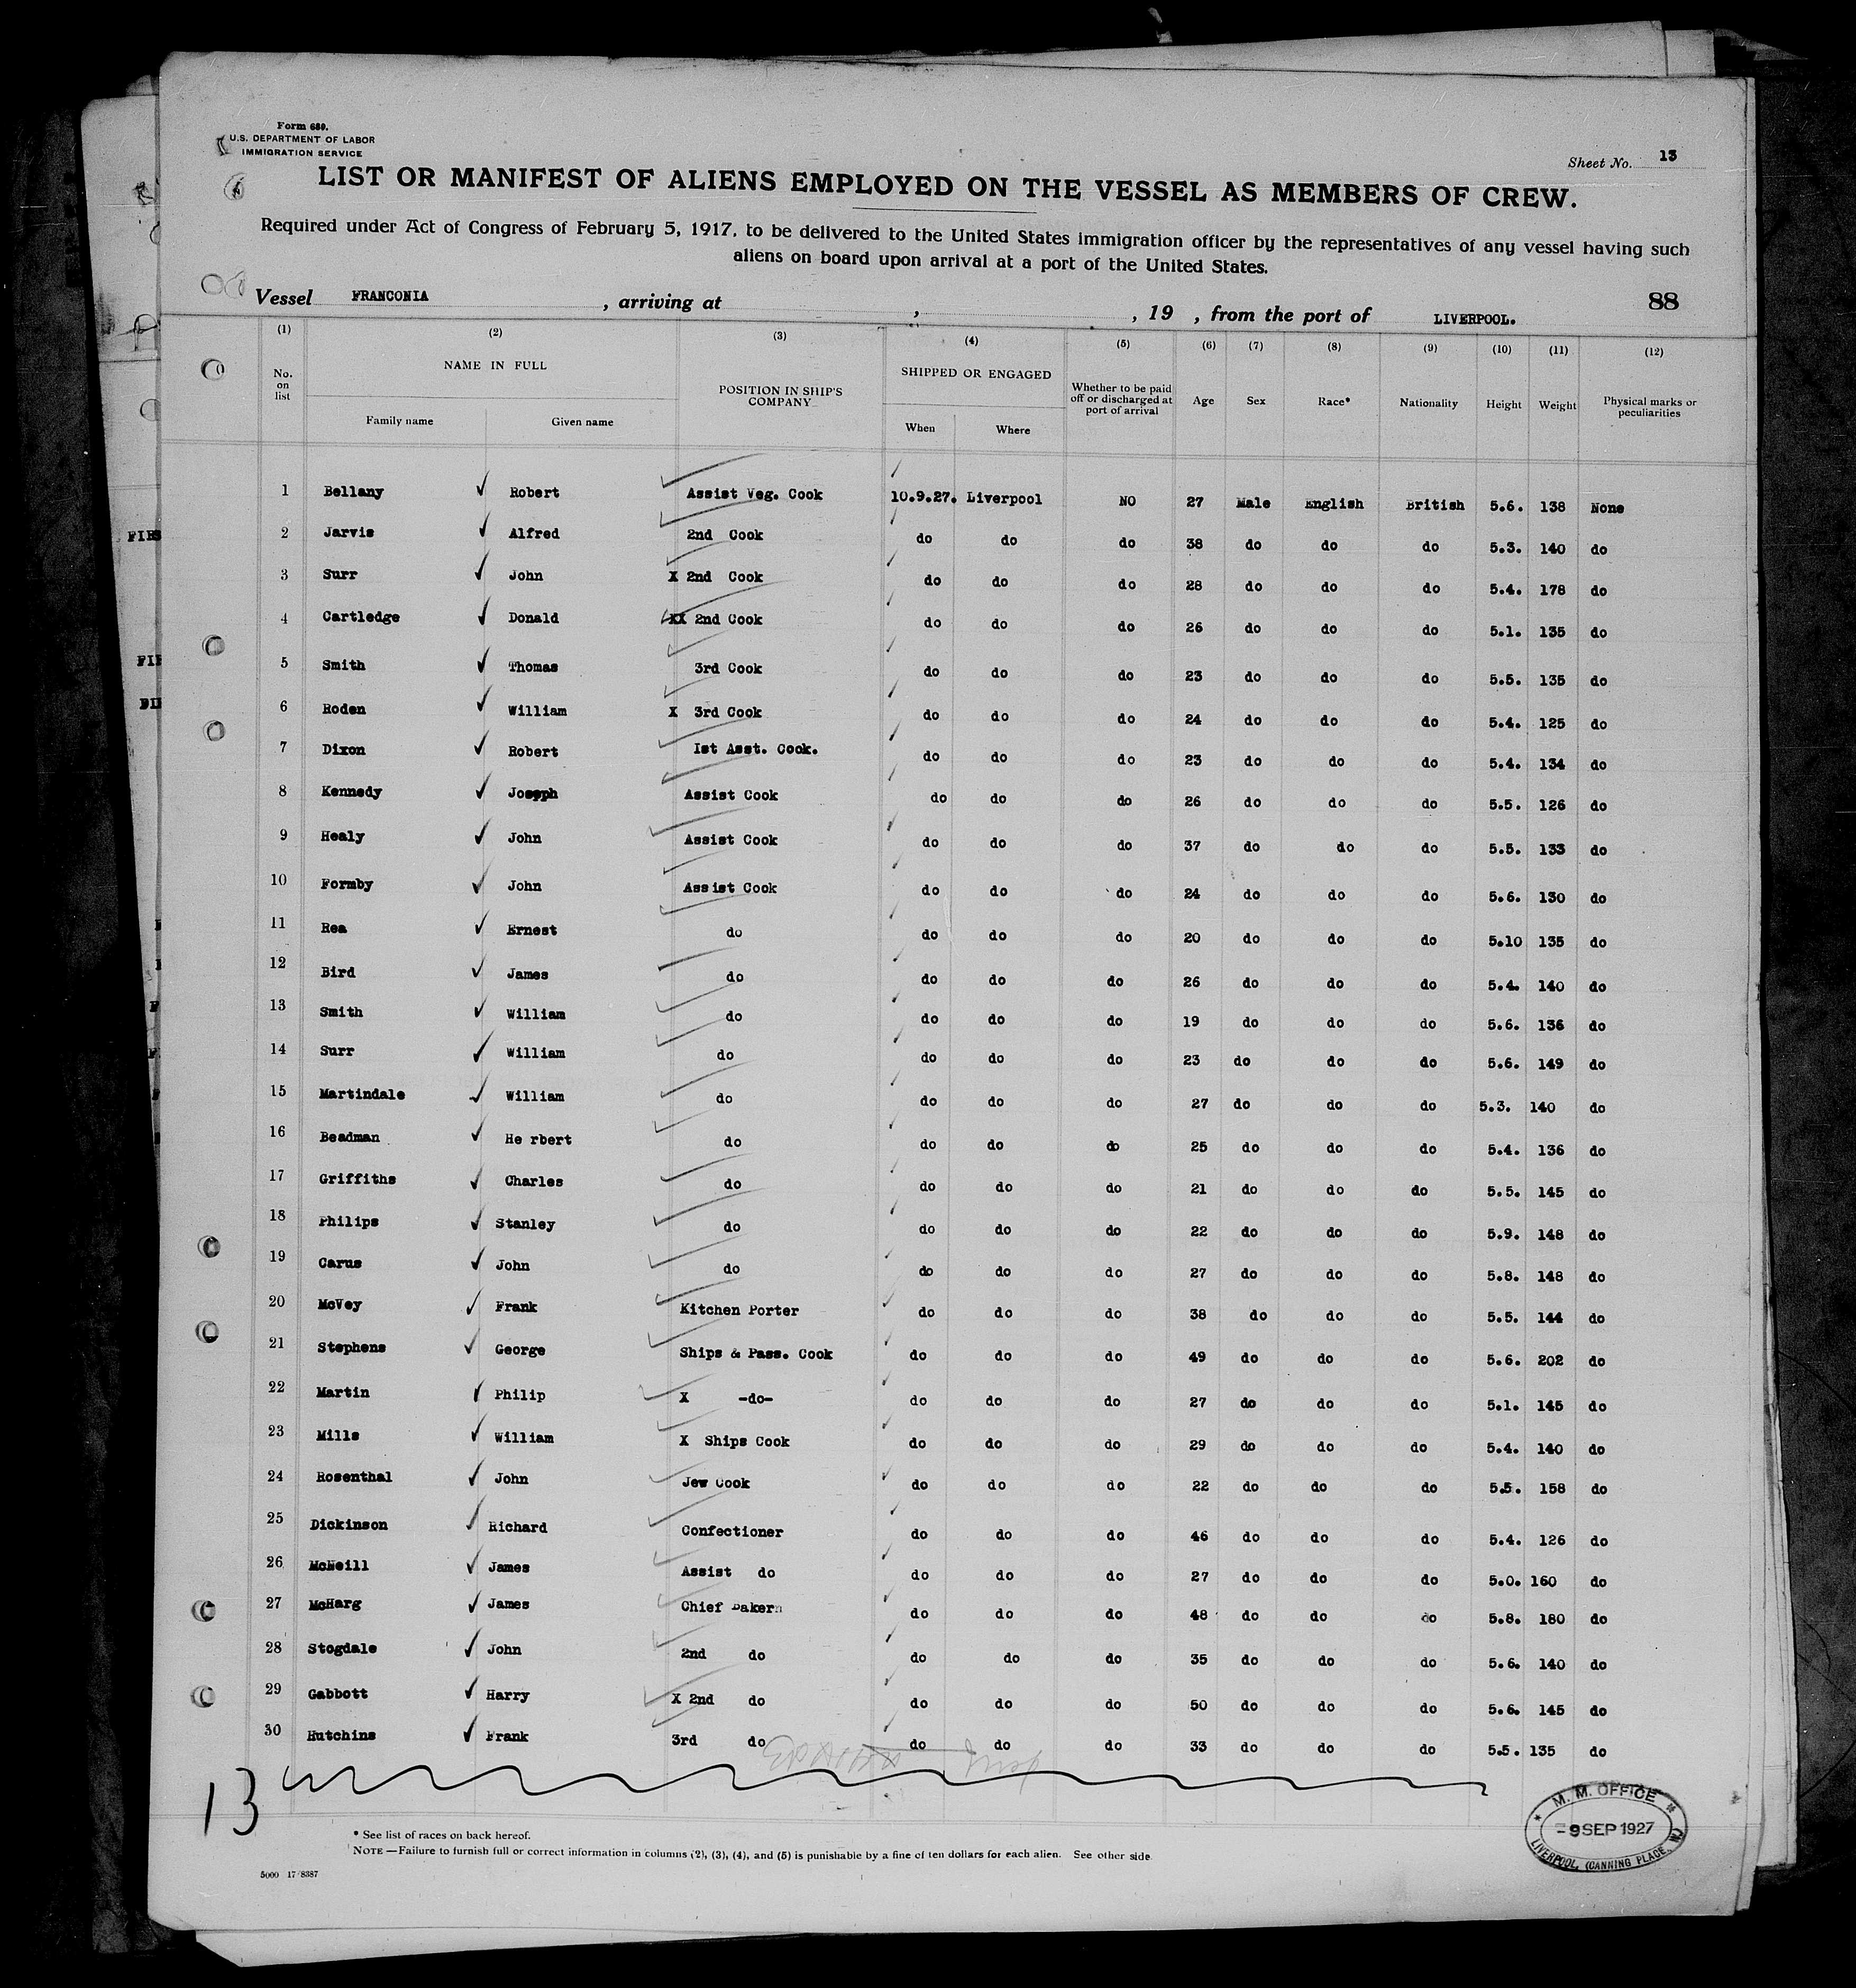 Form 680.
U.S. DEPARTMENT OF LABOR
IMMIGRATION SERVICE
Sheet No. 13
LIST OR MANIFEST OF ALIENS EMPLOYED ON THE VESSEL AS MEMBERS OF CREW.
Required under Act of Congress of February 5, 1917, to be delivered to the United States immigration officer by the representatives of any vessel having such
aliens on board upon arrival at a port of the United States.
Vessel FRANCONIA , arriving at , , 19 , from the port of LIVERPOOL. 88
(1) (2) (3) (4) (5) (6) (7) (8) (9) (10) (11) (12)
No. on list NAME IN FULL POSITION IN SHIP'S COMPANY SHIPPED OR ENGAGED Whether to be paid off or discharged at port of arrival Age Sex Race* Nationality Height Weight Physical marks or peculiarities
Family name Given name When Where
1 Bellany Robert Assist Veg. Cook 10.9.27. Liverpool NO 27 Male English British 5.6. 138 None
2 Jarvis Alfred 2nd Cook do do do 38 do do do 5.3. 140 do
3 Surr John X 2nd Cook do do do 28 do do do 5.4. 178 do
4 Cartledge Donald XX 2nd Cook do do do 26 do do do 5.1. 135 do
5 Smith Thomas 3rd Cook do do do 23 do do do 5.5. 135 do
6 Roden William X 3rd Cook do do do 24 do do do 5.4. 125 do
7 Dixon Robert Ist Asst. Cook. do do do 23 do do do 5.4. 134 do
8 Kennedy Joseph Assist Cook do do do 26 do do do 5.5. 126 do
9 Healy John Assist Cook do do do 37 do do do 5.5. 133 do
10 Formby John Assist Cook do do do 24 do do do 5.6. 130 do
11 Rea Ernest do do do do 20 do do do 5.10 135 do
12 Bird James do do do do 26 do do do 5.4. 140 do
13 Smith William do do do do 19 do do do 5.6. 136 do
14 Surr William do do do do 23 do do do 5.6. 149 do
15 Martindale William do do do do 27 do do do 5.3. 140 do
16 Beadman He rbert do do do do 25 do do do 5.4. 136 do
17 Griffiths Charles do do do do 21 do do do 5.5. 145 do
18 Philips Stanley do do do do 22 do do do 5.9. 148 do
19 Carus John do do do do 27 do do do 5.8. 148 do
20 McVey Frank Kitchen Porter do do do 38 do do do 5.5. 144 do
21 Stephens George Ships & Pass. Cook do do do 49 do do do 5.6. 202 do
22 Martin Philip X -do- do do do 27 do do do 5.1. 145 do
23 Mills William X Ships Cook do do do 29 do do do 5.4. 140 do
24 Rosenthal John Jew Cook do do do 22 do do do 5.5. 158 do
25 Dickinson Richard Confectioner do do do 46 do do do 5.4. 126 do
26 McNeill James Assist do do do do 27 do do do 5.0. 160 do
27 McHarg James Chief Baker do do do 48 do do do 5.8. 180 do
28 Stogdale John 2nd do do do do 35 do do do 5.6. 140 do
29 Gabbott Harry X 2nd do do do do 50 do do do 5.6. 145 do
30 Hutchins Frank 3rd do do do do 33 do do do 5.5. 135 do
13
M. M. OFFICE
-9 SEP 1927
LIVERPOOL, (CANNING PLACE,
* See list of races on back hereof.
NOTE—Failure to furnish full or correct information in columns (2), (3), (4), and (5) is punishable by a fine of ten dollars for each alien. See other side.
5000 17/8387